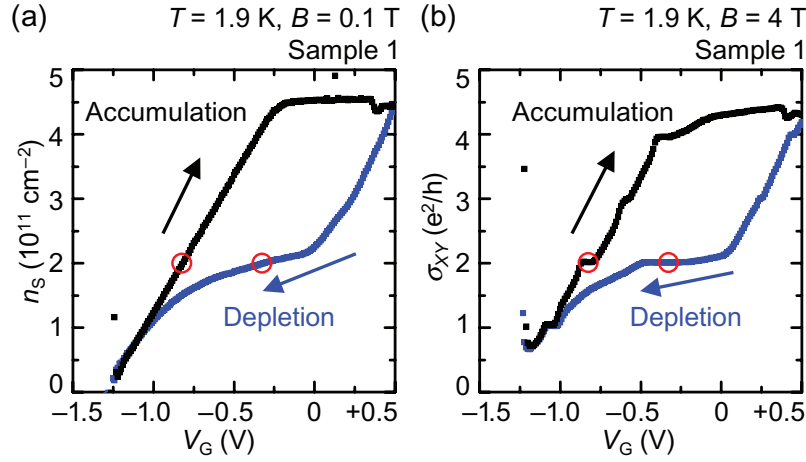 (a) T = 1.9 K, B = 0.1 T
Sample 1
5
4
3
2
1
0
n_S (10^11 cm^−2)
Accumulation
Depletion
−1.5 −1.0 −0.5 0 +0.5
V_G (V)
(b) T = 1.9 K, B = 4 T
Sample 1
5
4
3
2
1
0
σ_XY (e²/h)
Accumulation
Depletion
−1.5 −1.0 −0.5 0 +0.5
V_G (V)